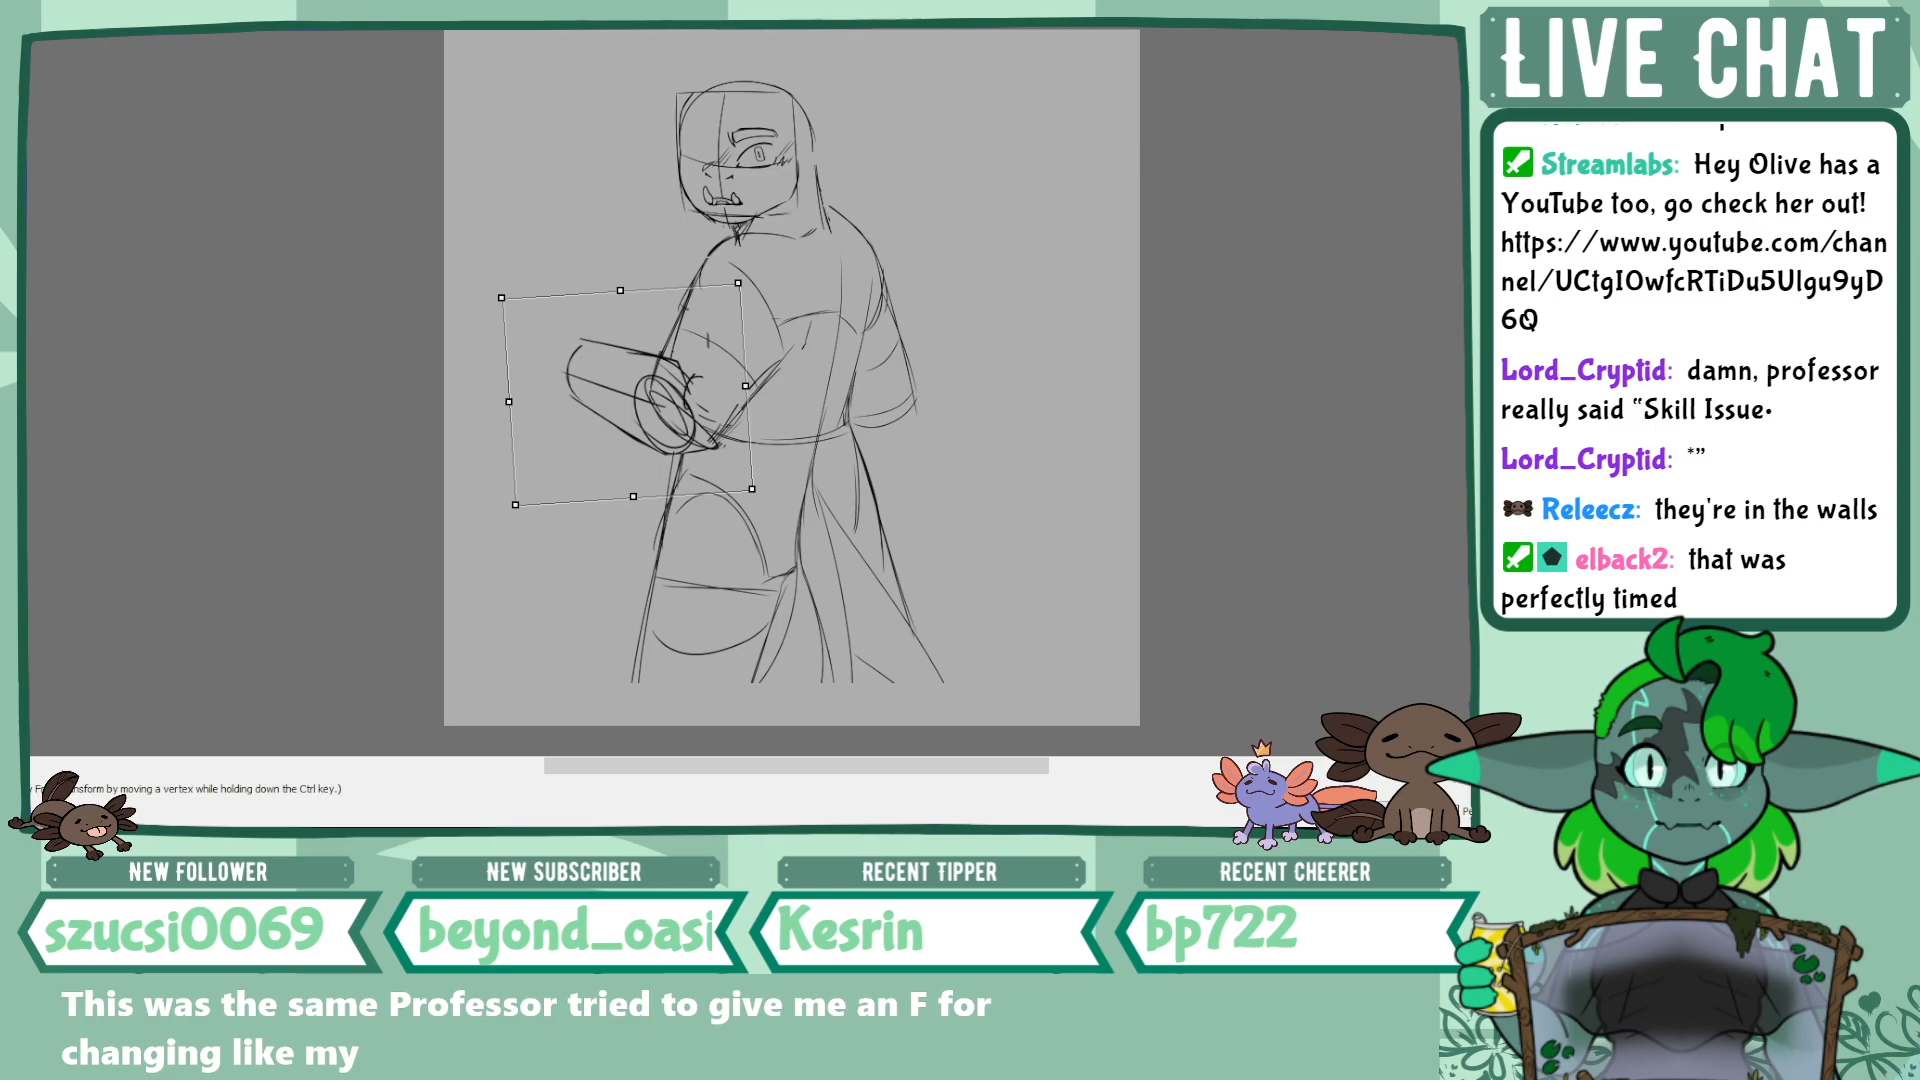 LIVE CHAT
Streamlabs: Hey Olive has a
YouTube too, go check her out!
https://www.youtube.com/chan
nel/UCtgIOwfcRTiDu5Ulgu9yD
6Q
Lord_Cryptid: damn, professor
really said "Skill Issue•
Lord_Cryptid: *"
Releecz: they're in the walls
elback2: that was
perfectly timed
nsform by moving a vertex while holding down the Ctrl key.)
NEW FOLLOWER
NEW SUBSCRIBER
RECENT TIPPER
RECENT CHEERER
szucsi0069
beyond_oasi
Kesrin
bp722
This was the same Professor tried to give me an F for
changing like my